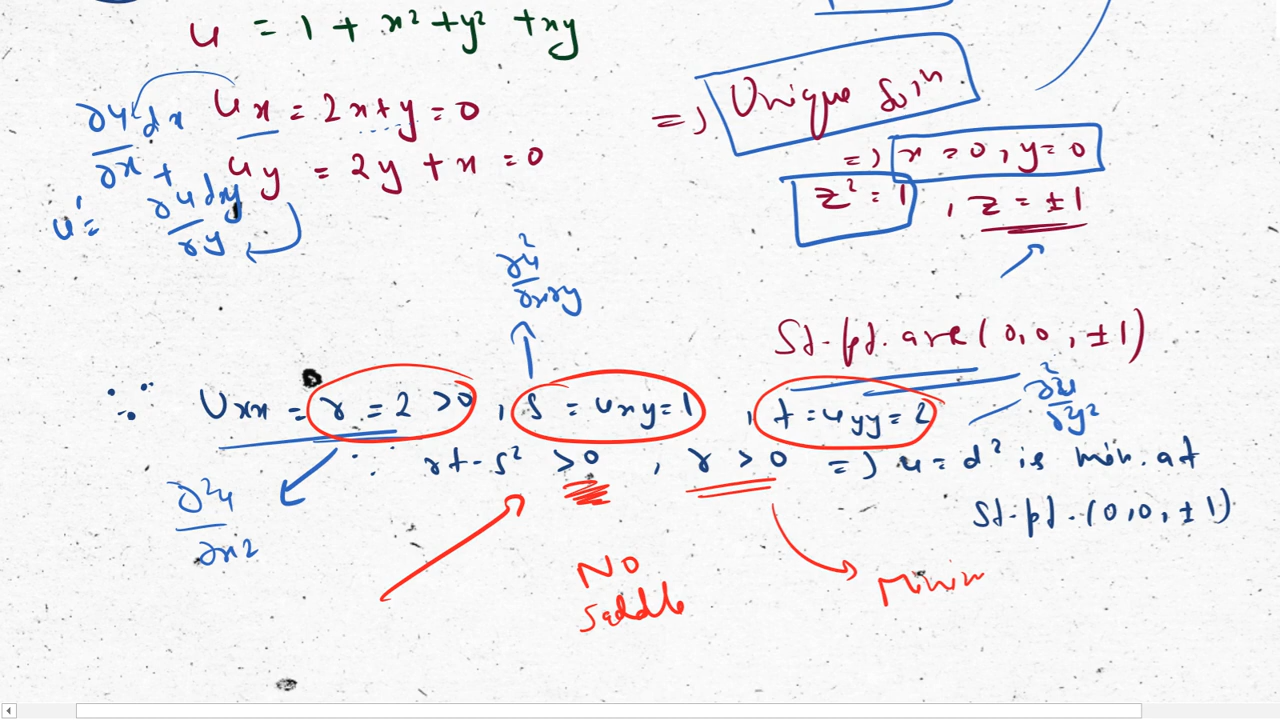 u = 1 + x² + y² + xy
∂u/∂x dx + ∂u/∂y dy
u' =
ux = 2x + y = 0
uy = 2y + x = 0
=) Unique Solⁿ
=) x = 0, y = 0
z² = 1, z = ±1
St. pt. are (0, 0, ±1)
∂²u/∂x∂y
∂²u/∂y²
∵ Uxx = r = 2 > 0, s = uxy = 1, t = uyy = 2
∵ rt - s² > 0, r > 0 =) u = d² is min. at
St. pt. (0, 0, ±1)
∂²u/∂x²
No
Saddle
Minim